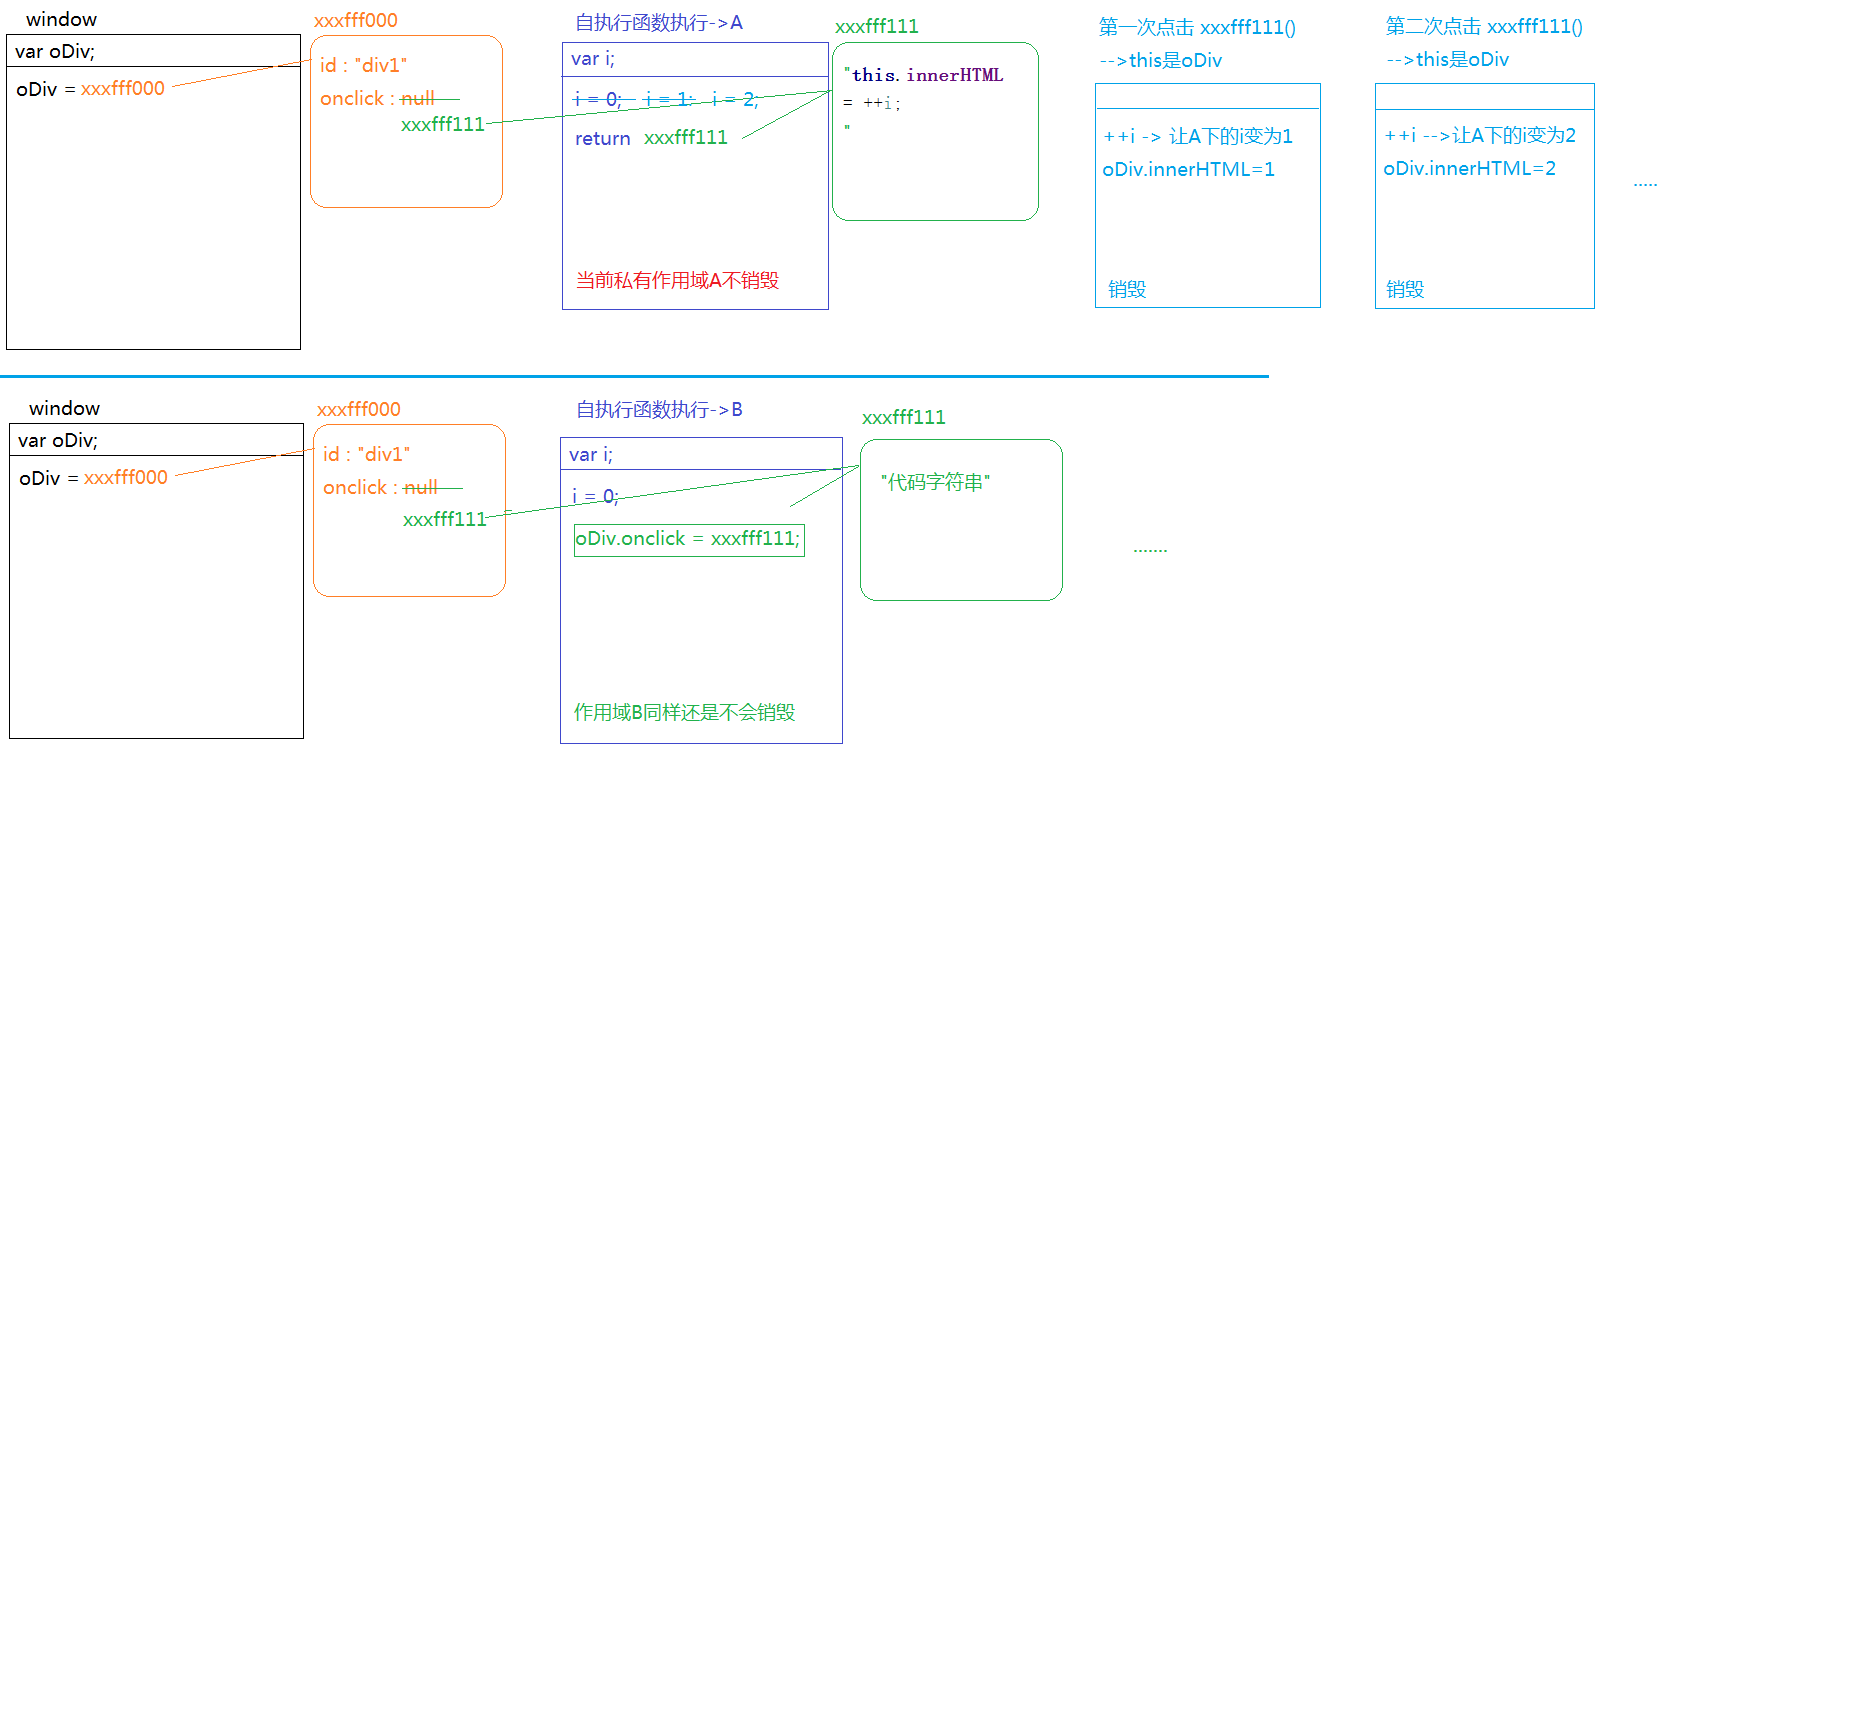 window
var oDiv;
oDiv = xxxfff000
xxxfff000
id : "div1"
onclick : null
xxxfff111
自执行函数执行->A
var i;
i = 0; i = 1; i = 2;
return xxxfff111
当前私有作用域A不销毁
xxxfff111
"this.innerHTML
= ++i;
"
第一次点击 xxxfff111()
-->this是oDiv
++i -> 让A下的i变为1
oDiv.innerHTML=1
销毁
第二次点击 xxxfff111()
-->this是oDiv
++i -->让A下的i变为2
oDiv.innerHTML=2
销毁
.....
window
var oDiv;
oDiv = xxxfff000
xxxfff000
id : "div1"
onclick : null
xxxfff111
自执行函数执行->B
var i;
i = 0;
oDiv.onclick = xxxfff111;
作用域B同样还是不会销毁
xxxfff111
"代码字符串"
.......